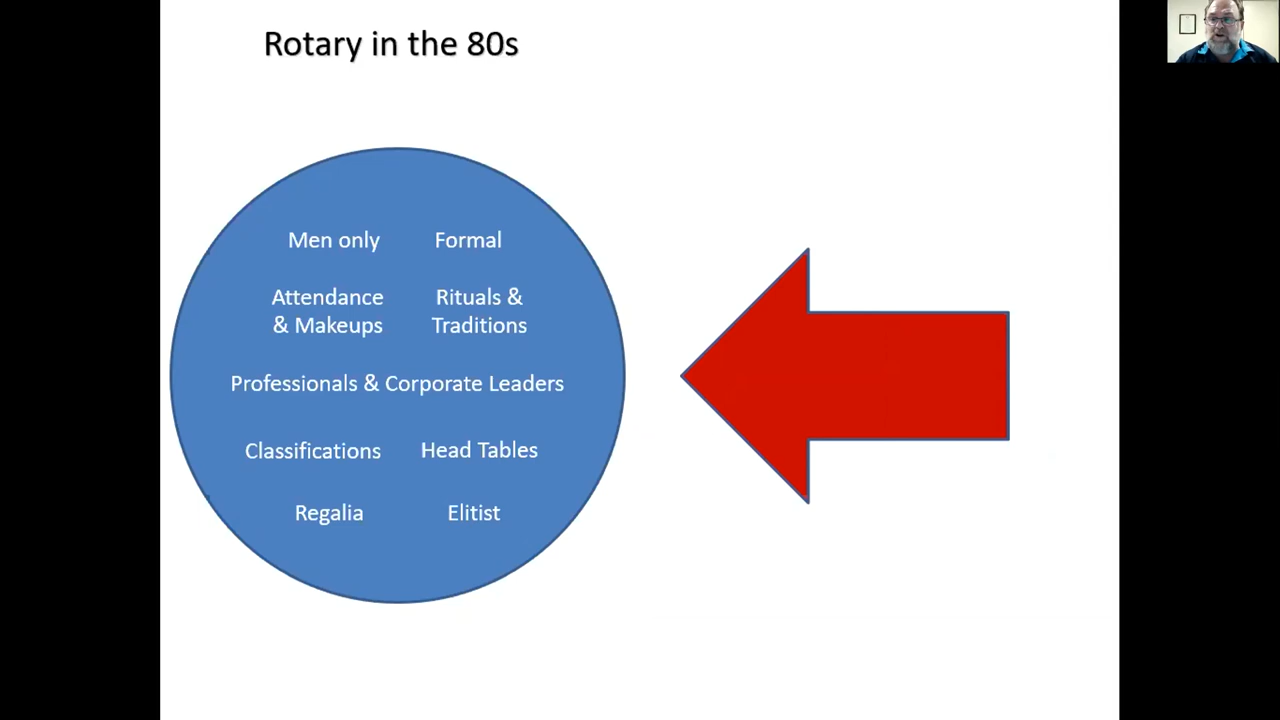 Rotary in the 80s
Men only
Formal
Attendance
& Makeups
Rituals &
Traditions
Professionals & Corporate Leaders
Classifications
Head Tables
Regalia
Elitist